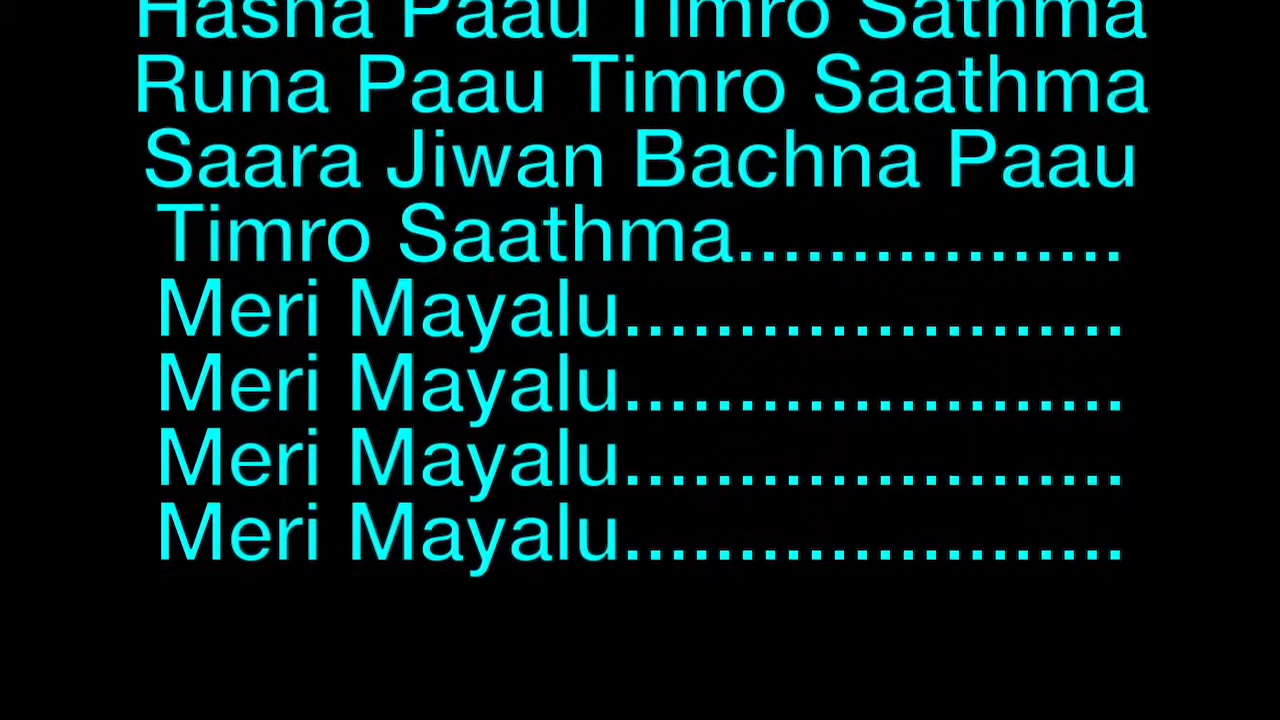 Hasna Paau Timro Sathma
Runa Paau Timro Saathma
Saara Jiwan Bachna Paau
Timro Saathma.................
Meri Mayalu......................
Meri Mayalu......................
Meri Mayalu......................
Meri Mayalu......................